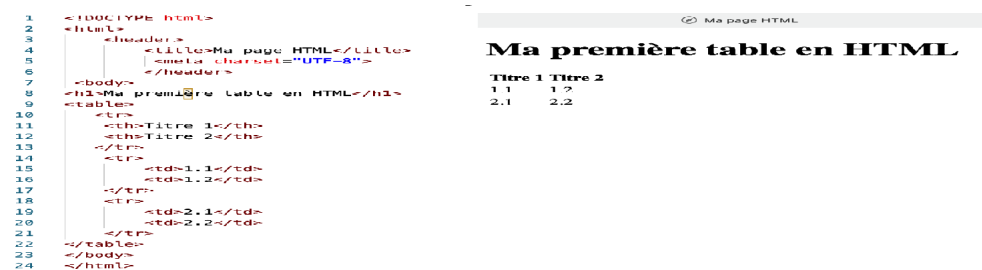 1 <!DOCTYPE html>
2 <html>
3 <header>
4 <title>Ma page HTML</title>
5 <meta charset="UTF-8">
6 </header>
7 <body>
8 <h1>Ma première table en HTML</h1>
9 <table>
10 <tr>
11 <th>Titre 1</th>
12 <th>Titre 2</th>
13 </tr>
14 <tr>
15 <td>1.1</td>
16 <td>1.2</td>
17 </tr>
18 <tr>
19 <td>2.1</td>
20 <td>2.2</td>
21 </tr>
22 </table>
23 </body>
24 </html>
Ma page HTML
Ma première table en HTML
Titre 1 Titre 2
1.1 1.2
2.1 2.2